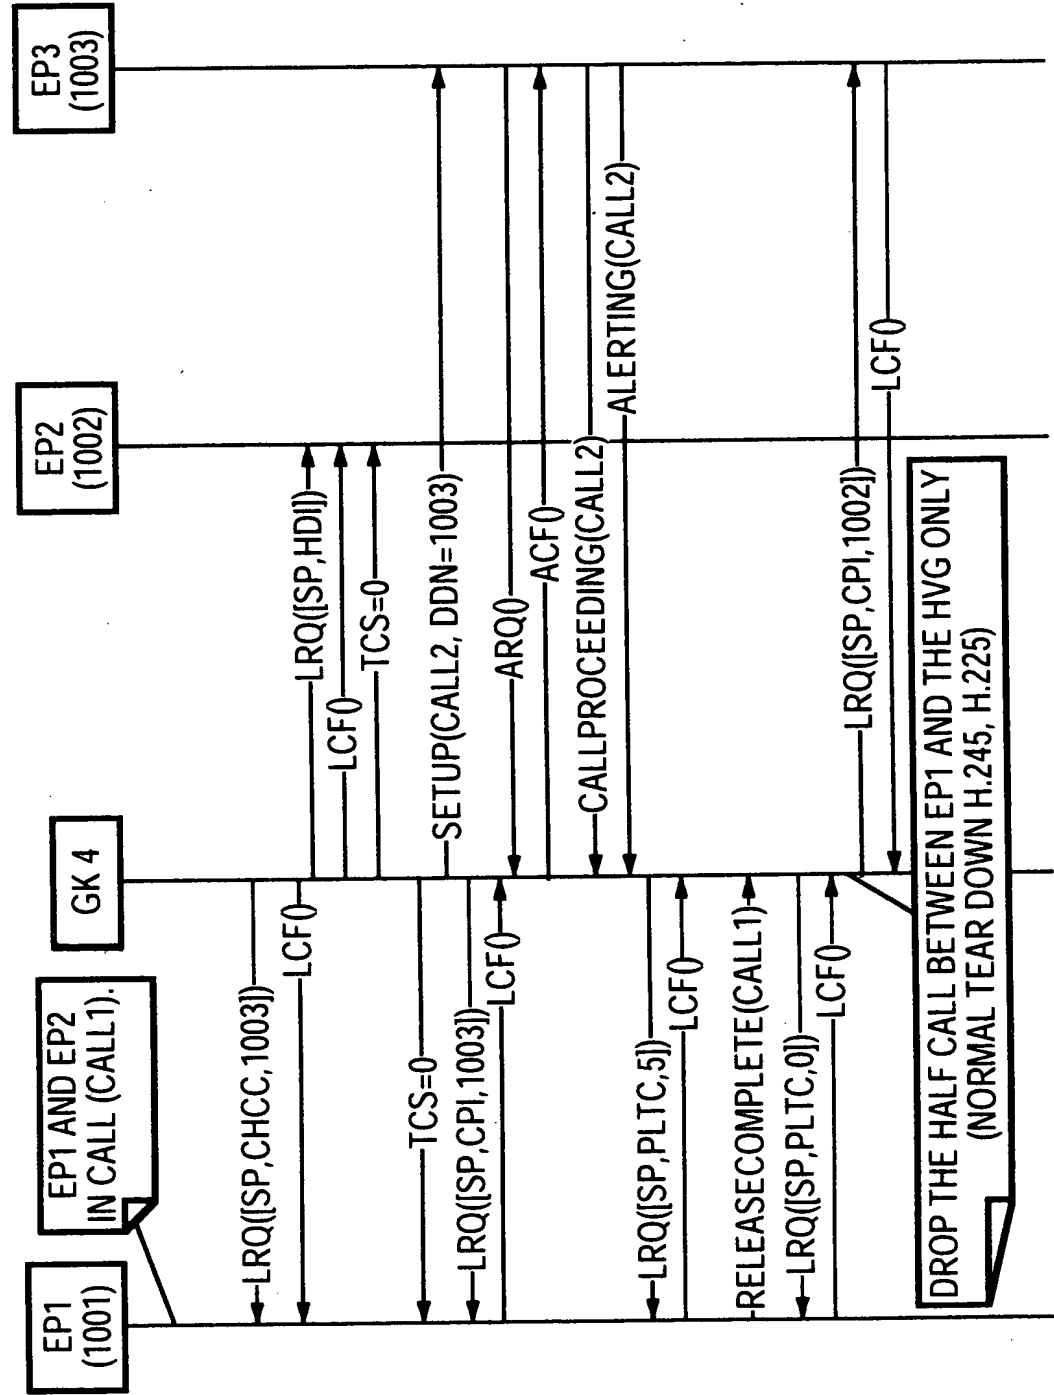 EP1
(1001)
EP1 AND EP2
IN CALL (CALL1).
GK 4
EP2
(1002)
EP3
(1003)
LRQ([SP,CHCC,1003])
LCF()
LRQ([SP,HDI])
LCF()
TCS=0
TCS=0
SETUP(CALL2, DDN=1003)
LRQ([SP,CPI,1003])
LCF()
ARQ()
ACF()
CALLPROCEEDING(CALL2)
ALERTING(CALL2)
LRQ([SP,PLTC,5])
LCF()
RELEASECOMPLETE(CALL1)
LRQ([SP,PLTC,0])
LCF()
LRQ([SP,CPI,1002])
LCF()
DROP THE HALF CALL BETWEEN EP1 AND THE HVG ONLY
(NORMAL TEAR DOWN H.245, H.225)